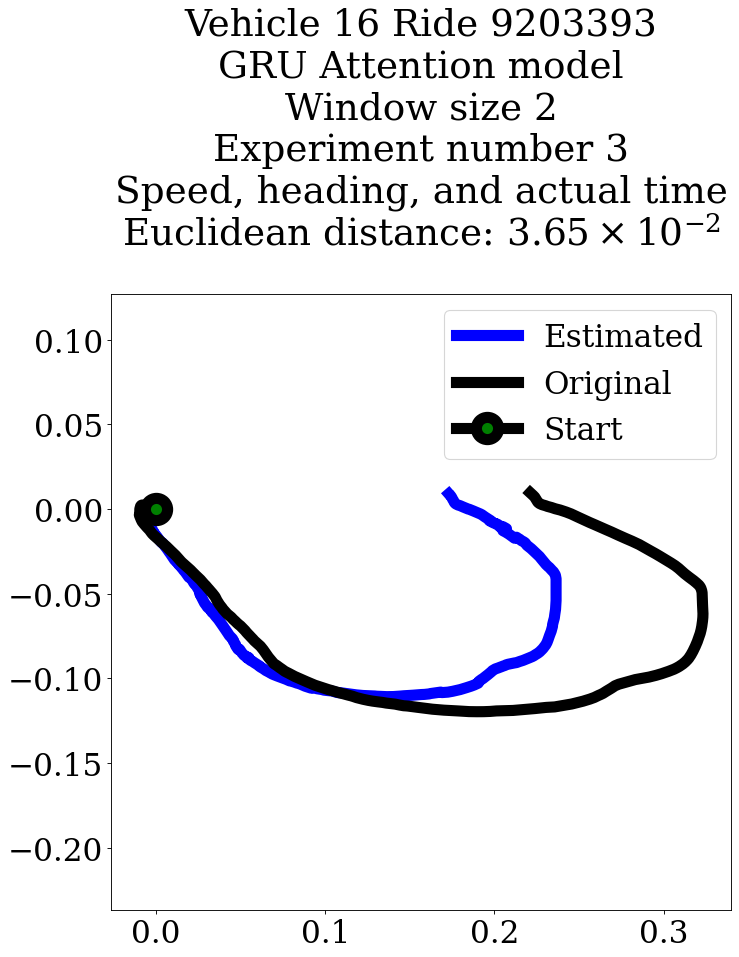 Vehicle 16 Ride 9203393
GRU Attention model
Window size 2
Experiment number 3
Speed, heading, and actual time
Euclidean distance: 3.65 × 10⁻²
Estimated
Original
Start
0.10
0.05
0.00
−0.05
−0.10
−0.15
−0.20
0.0 0.1 0.2 0.3